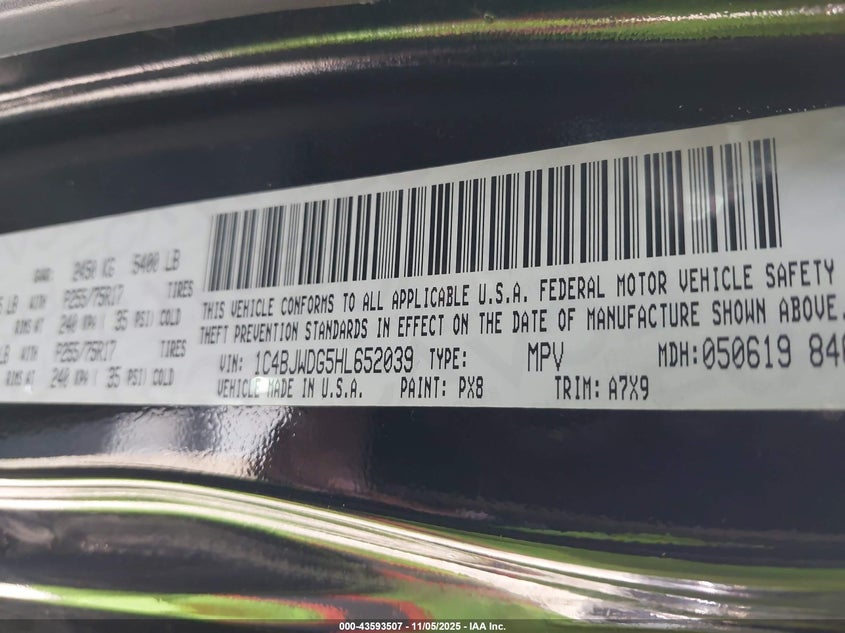 GVWR: 2450 KG 5400 LB
LB WITH P255/75R17 TIRES
RIMS AT 240 KPA ( 35 PSI) COLD
LB WITH P255/75R17 TIRES
RIMS AT 240 KPA ( 35 PSI) COLD
THIS VEHICLE CONFORMS TO ALL APPLICABLE U.S.A. FEDERAL MOTOR VEHICLE SAFETY
THEFT PREVENTION STANDARDS IN EFFECT ON THE DATE OF MANUFACTURE SHOWN ABOVE.
VIN: 1C4BJWDG5HL652039 TYPE: MPV MDH:050619 840
VEHICLE MADE IN U.S.A. PAINT: PX8 TRIM: A7X9
000-43593507 - 11/05/2025 - IAA Inc.